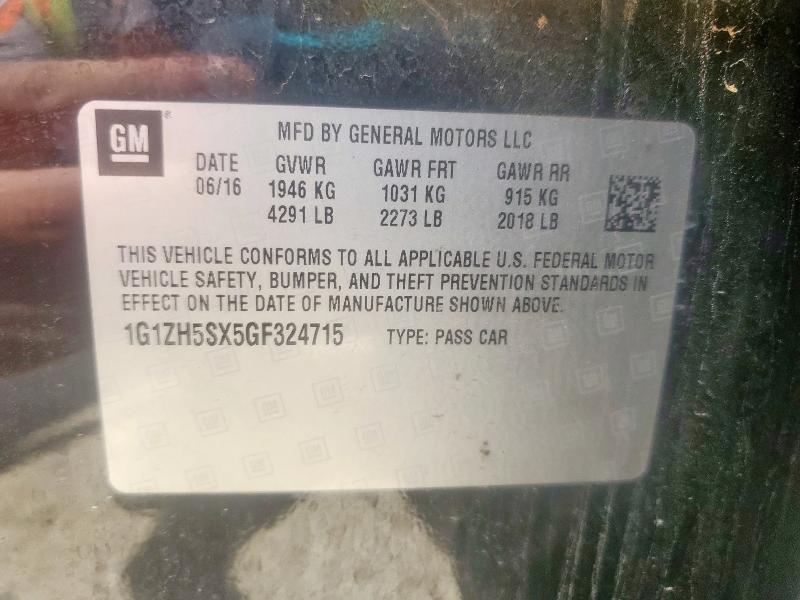 GM®
MFD BY GENERAL MOTORS LLC
DATE GVWR GAWR FRT GAWR RR
06/16 1946 KG 1031 KG 915 KG
4291 LB 2273 LB 2018 LB
THIS VEHICLE CONFORMS TO ALL APPLICABLE U.S. FEDERAL MOTOR
VEHICLE SAFETY, BUMPER, AND THEFT PREVENTION STANDARDS IN
EFFECT ON THE DATE OF MANUFACTURE SHOWN ABOVE.
1G1ZH5SX5GF324715 TYPE: PASS CAR